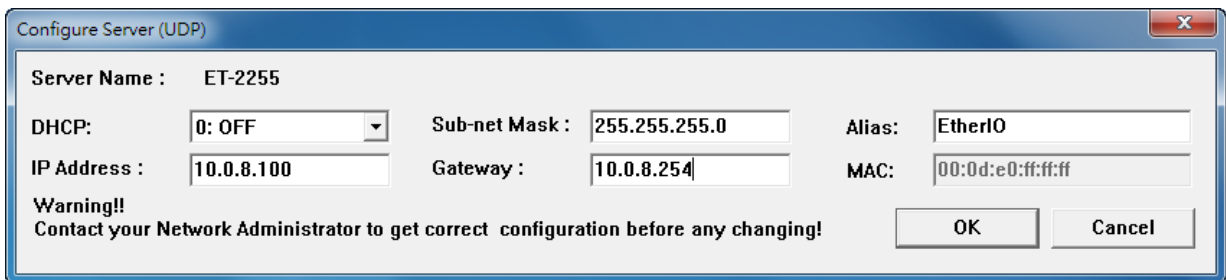 Configure Server (UDP)
Server Name : ET-2255
DHCP: 0: OFF Sub-net Mask : 255.255.255.0 Alias: EtherIO
IP Address : 10.0.8.100 Gateway : 10.0.8.254 MAC: 00:0d:e0:ff:ff:ff
Warning!!
Contact your Network Administrator to get correct configuration before any changing!
OK Cancel